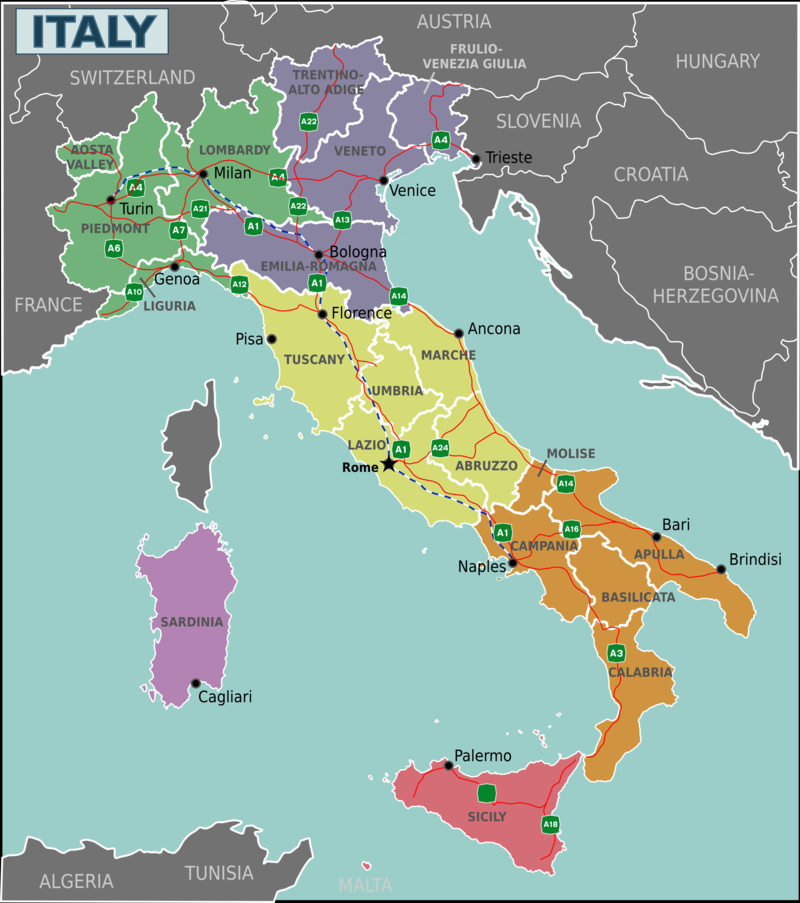 ITALY
AUSTRIA
FRULIO-
VENEZIA GIULIA
HUNGARY
SWITZERLAND
TRENTINO-
ALTO ADIGE
A22
SLOVENIA
A4
AOSTA
VALLEY
LOMBARDY
VENETO
Trieste
Milan
A4
A4
CROATIA
Venice
Turin
A21
A22
A13
PIEDMONT
A7
A1
A6
Bologna
EMILIA-ROMAGNA
BOSNIA-
HERZEGOVINA
Genoa
A12
A1
A10
A14
FRANCE
LIGURIA
Florence
Ancona
Pisa
TUSCANY
MARCHE
UMBRIA
LAZIO
A1
A24
MOLISE
Rome
ABRUZZO
A14
Bari
A1
A16
CAMPANIA
APULLA
Naples
Brindisi
BASILICATA
SARDINIA
A3
CALABRIA
Cagliari
Palermo
SICILY
A18
TUNISIA
ALGERIA
MALTA